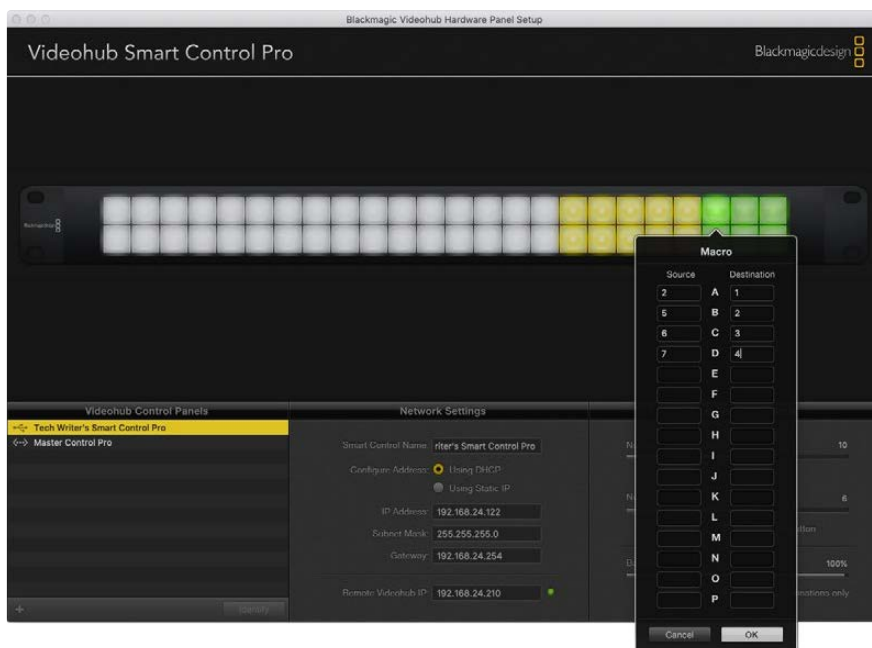 Blackmagic Videohub Hardware Panel Setup
Videohub Smart Control Pro
Blackmagicdesign
Macro
Source Destination
2 A 1
5 B 2
6 C 3
7 D 4
E
F
G
H
I
J
K
L
M
N
O
P
Cancel OK
Videohub Control Panels
Tech Writer's Smart Control Pro
Master Control Pro
Identify
Network Settings
Smart Control Name: riter's Smart Control Pro
Configure Address: Using DHCP
Using Static IP
IP Address: 192.168.24.122
Subnet Mask: 255.255.255.0
Gateway: 192.168.24.254
Remote Videohub IP: 192.168.24.210
10
6
100%
only